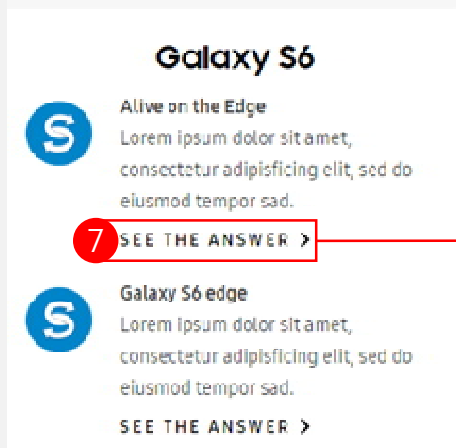 Galaxy S6
S
Alive on the Edge
Lorem ipsum dolor sit amet,
consectetur adipisficing elit, sed do
eiusmod tempor sad.
7
SEE THE ANSWER >
S
Galaxy S6 edge
Lorem ipsum dolor sit amet,
consectetur adipisficing elit, sed do
eiusmod tempor sad.
SEE THE ANSWER >